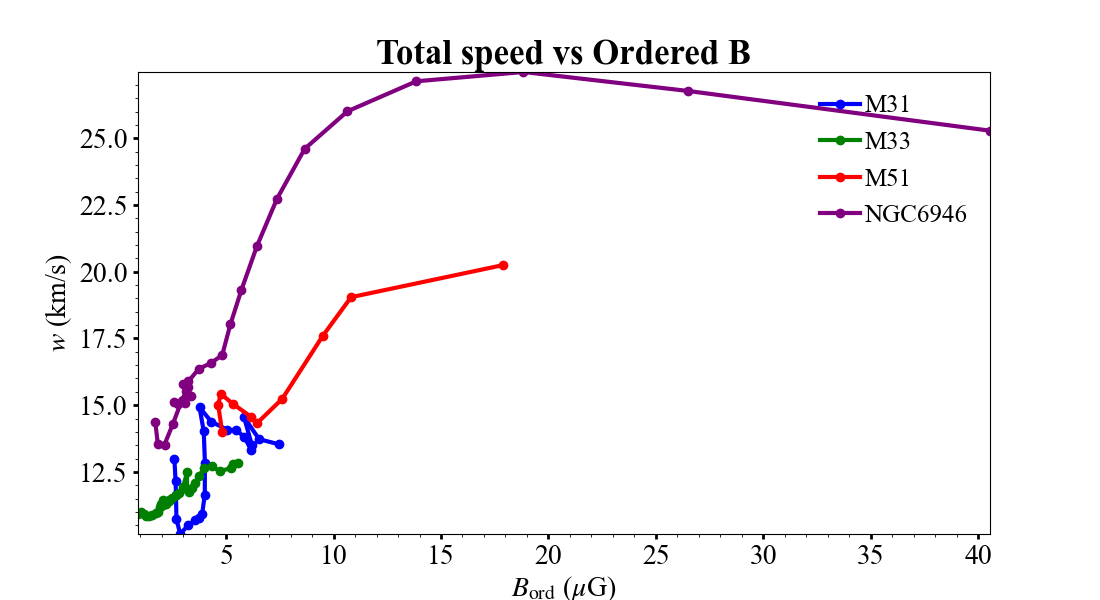 Total speed vs Ordered B
M31
M33
M51
NGC6946
25.0
22.5
20.0
17.5
15.0
12.5
w (km/s)
5 10 15 20 25 30 35 40
B_ord (μG)